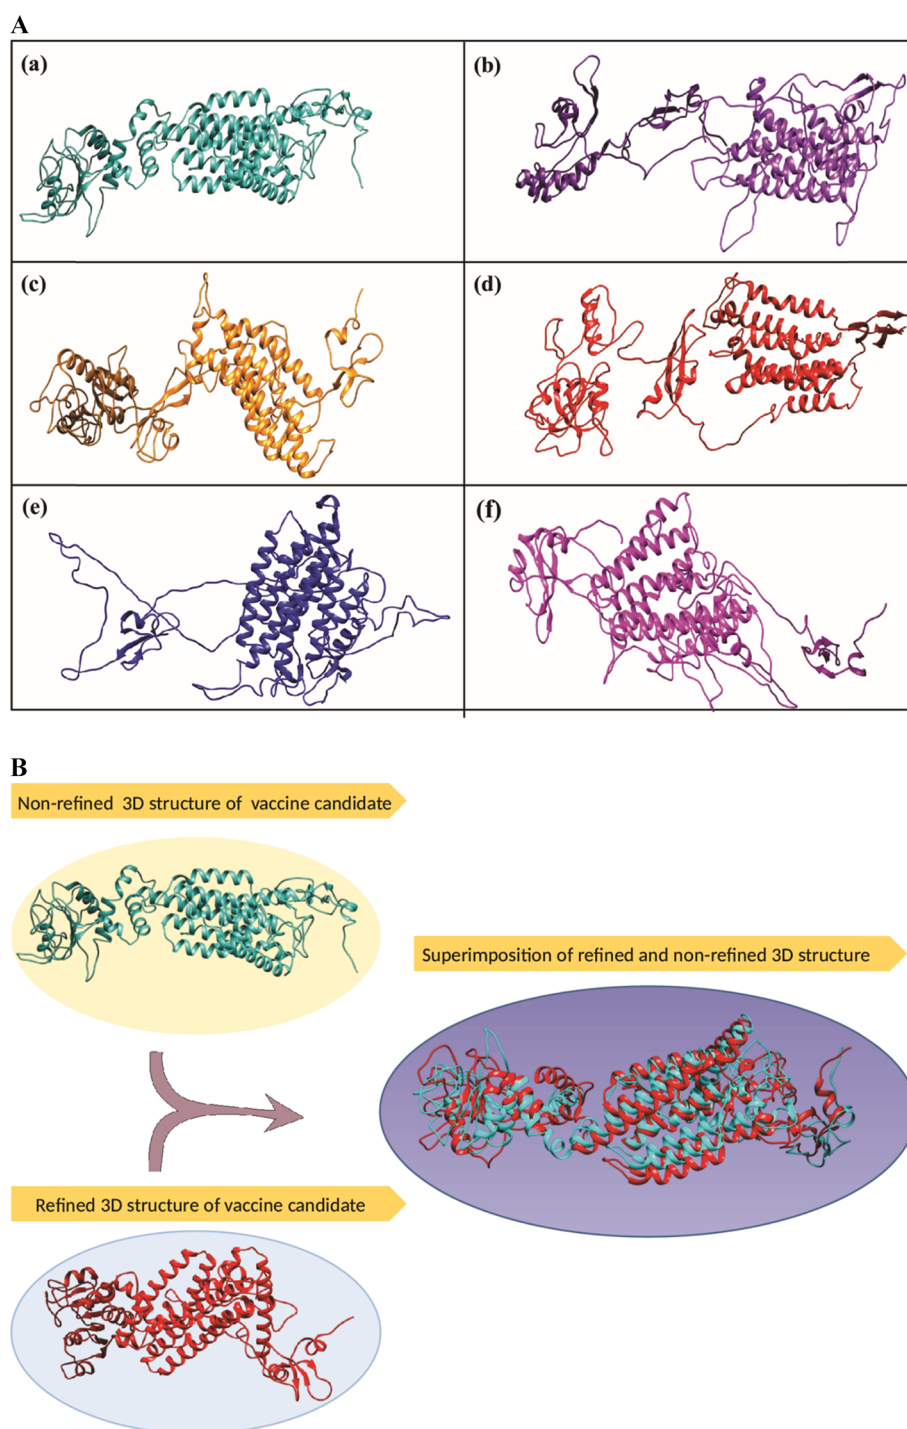 A
(a)
(b)
(c)
(d)
(e)
(f)
B
Non-refined 3D structure of vaccine candidate
Superimposition of refined and non-refined 3D structure
Refined 3D structure of vaccine candidate